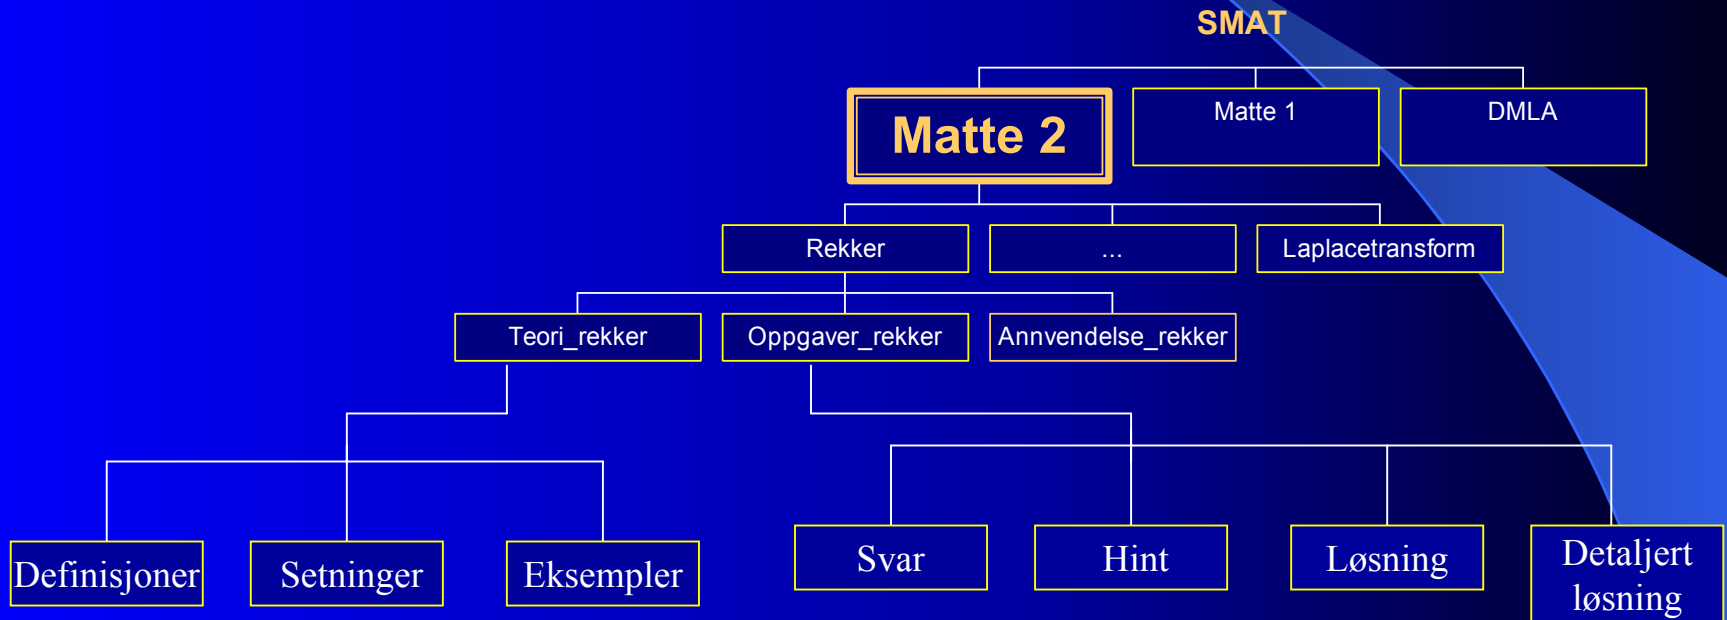 SMAT
Matte 2
Matte 1
DMLA
Rekker
...
Laplacetransform
Teori_rekker
Oppgaver_rekker
Annvendelse_rekker
Definisjoner
Setninger
Eksempler
Svar
Hint
Løsning
Detaljert
løsning